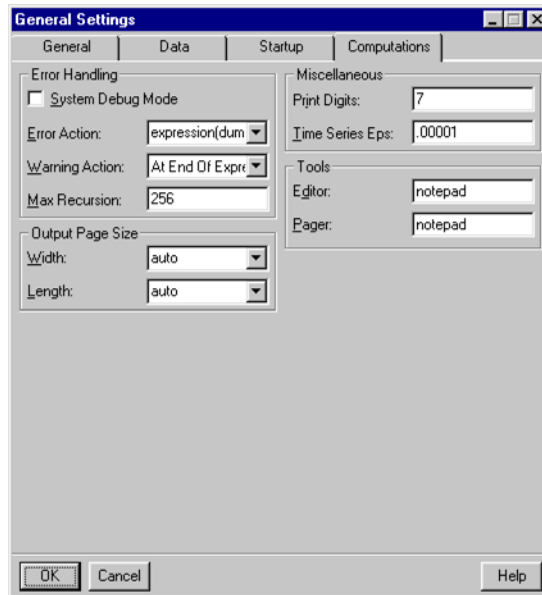 General Settings
General Data Startup Computations
Error Handling
System Debug Mode
Error Action: expression(dum
Warning Action: At End Of Expre
Max Recursion: 256
Output Page Size
Width: auto
Length: auto
Miscellaneous
Print Digits: 7
Time Series Eps: .00001
Tools
Editor: notepad
Pager: notepad
OK Cancel Help